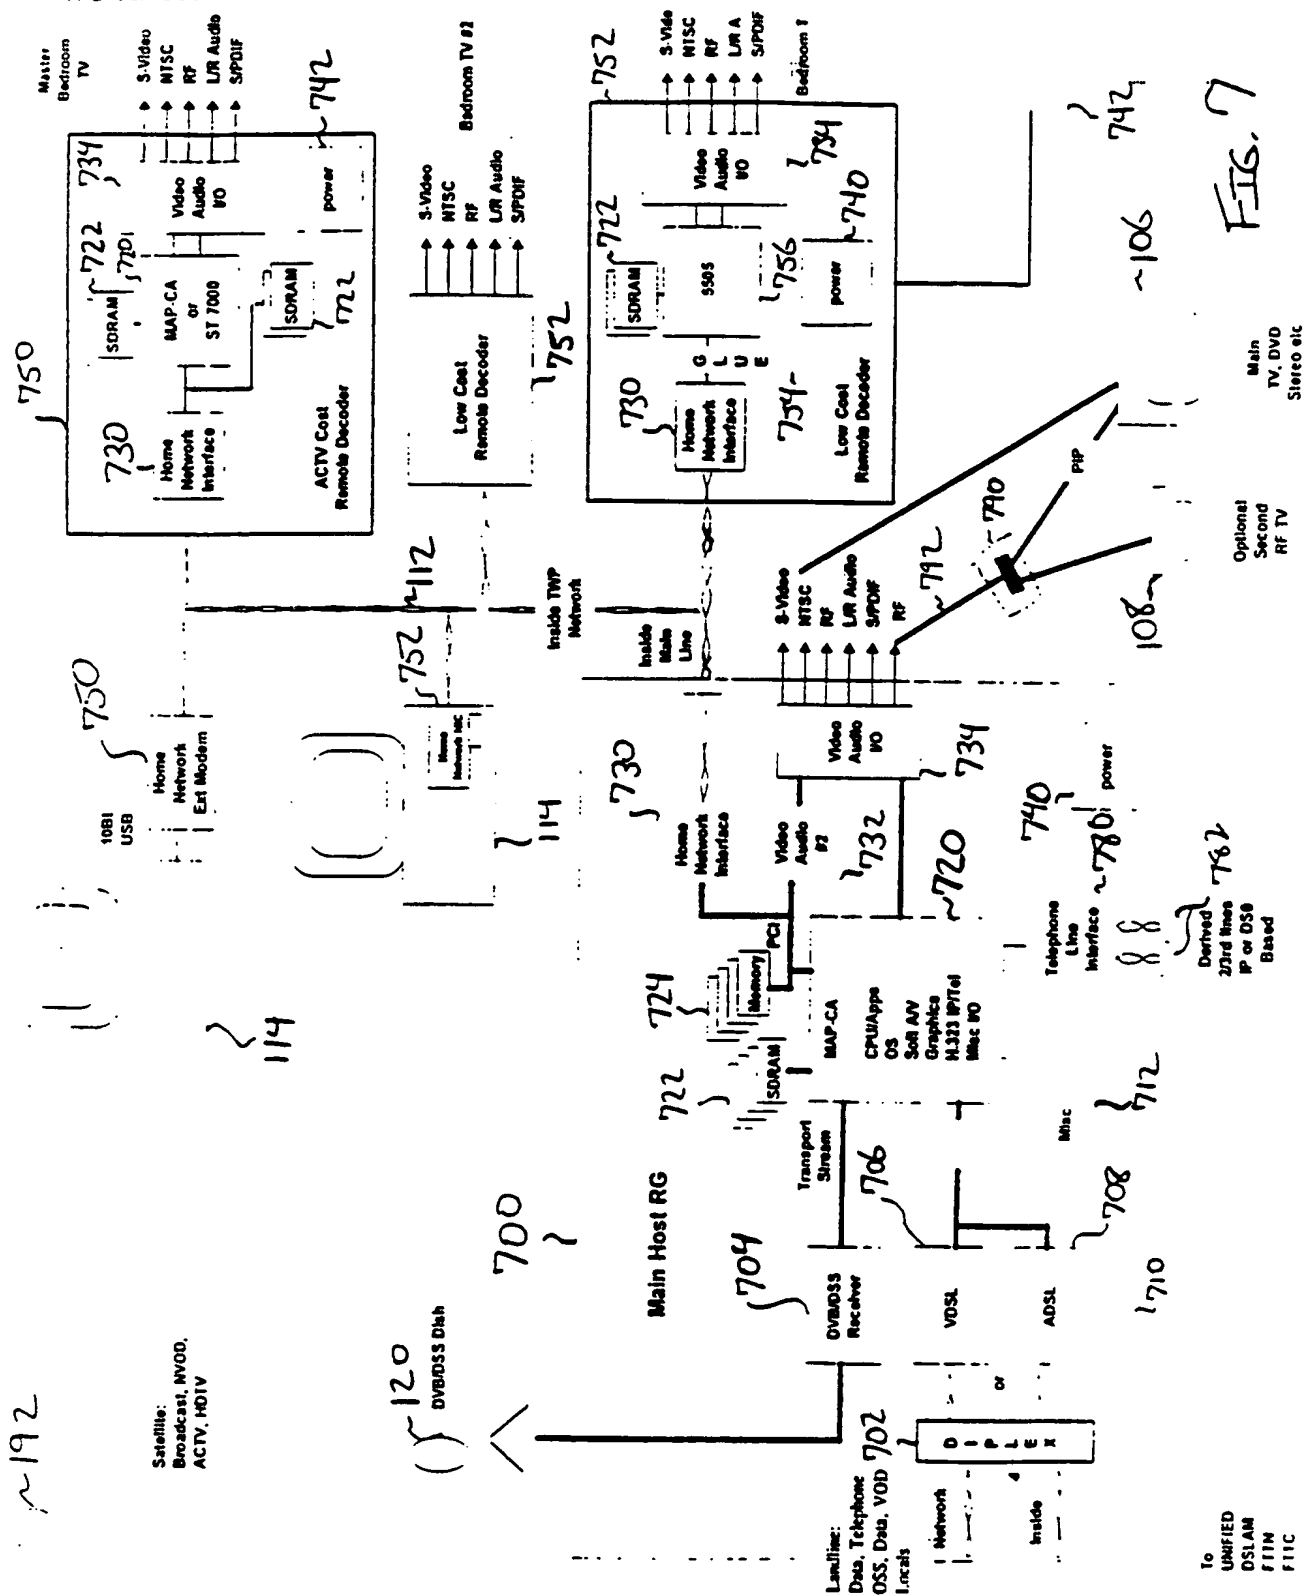 ~192
Satellite:
Broadcast, NVOD,
ACTV, HDTV
~120
DVB/DSS Dish
Landline:
Data, Telephone
OSS, Data, VOD
Locals
702
Network
Inside
DIPLEX
or
To
UNIFIED
DSLAM
FTTN
FTTC
700
Main Host RG
704
DVB/DSS
Receiver
VDSL
ADSL
706
708
710
Transport
Stream
Misc
712
722
SDRAM
724
Memory
PCI
MAP-CA
CPU/Apps
OS
Soft A/V
Graphics
H.323 IP/Tel
Misc I/O
~720
730
Home
Network
Interface
Video
Audio
#2
732
Video
Audio
I/O
734
S-Video
NTSC
RF
L/R Audio
S/PDIF
RF
740
power
Telephone
Line
Interface
~780
Derived
2/3rd lines
IP or DS0
Based
782
114
10BT
USB
Home
Network
Ext Modem
750
114
Home
Network NIC
752
~112
Inside TWP
Network
Inside
Main
Line
750
730
Home
Network
Interface
ACTV Cost
Remote Decoder
SDRAM
722
720
MAP-CA
or
ST 7000
SDRAM
722
734
Video
Audio
I/O
power
~742
Master
Bedroom
TV
S-Video
NTSC
RF
L/R Audio
S/PDIF
Low Cost
Remote Decoder
752
S-Video
NTSC
RF
L/R Audio
S/PDIF
Bedroom TV #2
752
730
Home
Network
Interface
GLUE
754
Low Cost
Remote Decoder
SDRAM
722
5505
756
power
740
Video
Audio
I/O
734
S-Video
NTSC
RF
L/R A
S/PDIF
Bedroom 1
792
790
PIP
108
Optional
Second
RF TV
~106
Main
TV, DVD
Stereo etc
742
FIG. 7